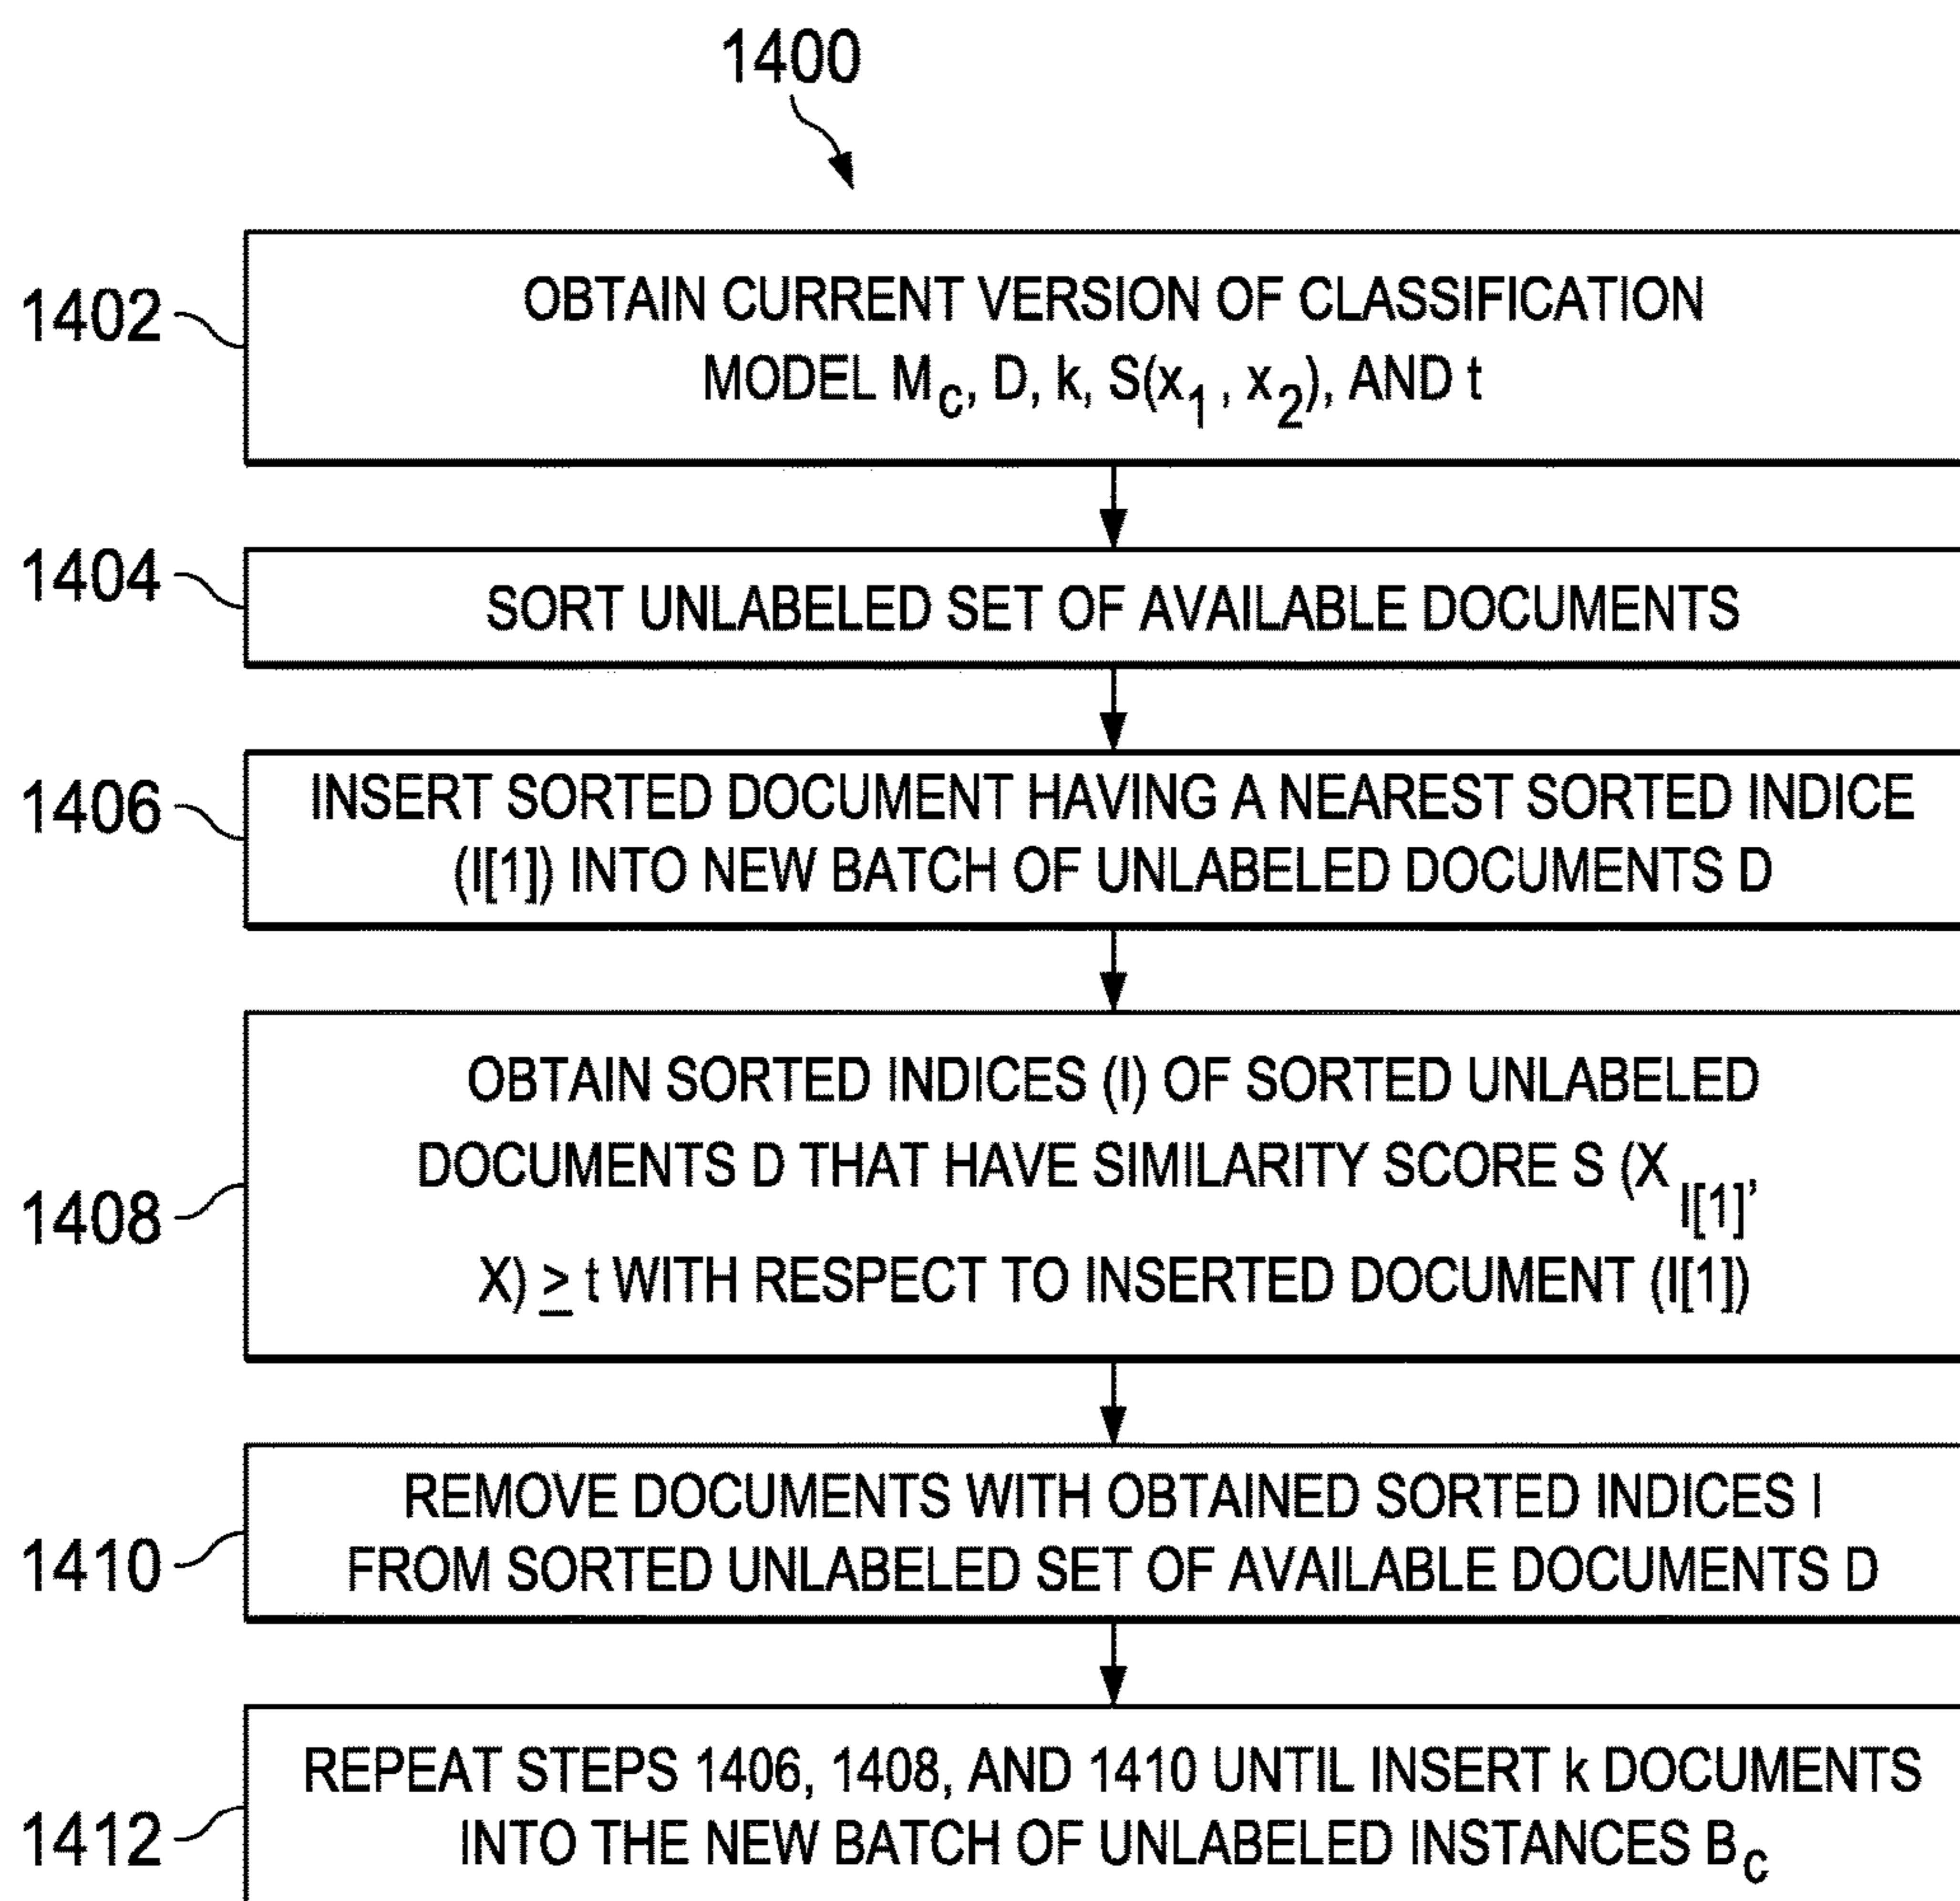 1400
1402
OBTAIN CURRENT VERSION OF CLASSIFICATION
MODEL M_c, D, k, S(x_1, x_2), AND t
1404
SORT UNLABELED SET OF AVAILABLE DOCUMENTS
1406
INSERT SORTED DOCUMENT HAVING A NEAREST SORTED INDICE
(I[1]) INTO NEW BATCH OF UNLABELED DOCUMENTS D
1408
OBTAIN SORTED INDICES (I) OF SORTED UNLABELED
DOCUMENTS D THAT HAVE SIMILARITY SCORE S (X_I[1],
X) ≥ t WITH RESPECT TO INSERTED DOCUMENT (I[1])
1410
REMOVE DOCUMENTS WITH OBTAINED SORTED INDICES I
FROM SORTED UNLABELED SET OF AVAILABLE DOCUMENTS D
1412
REPEAT STEPS 1406, 1408, AND 1410 UNTIL INSERT k DOCUMENTS
INTO THE NEW BATCH OF UNLABELED INSTANCES B_c